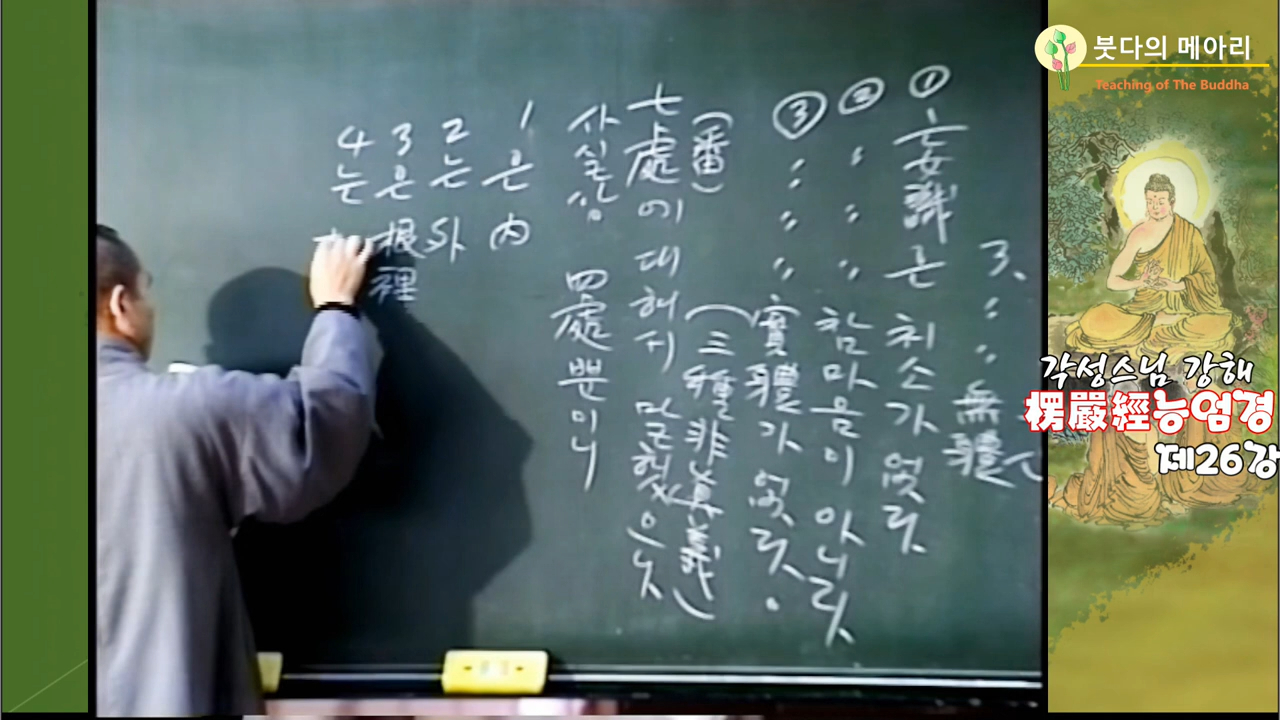 3、 〃 〃 無體
① 妄識은 처소가 없다.
② 〃 〃 〃 참마음이 아니다.
③ 〃 〃 〃 實體가 없다.
(三種非眞義)
(番)
七處에 대해서 말했으나
사실상 四處뿐이니
1은 內
2는 外
3은 根裡
4는
붓다의 메아리
Teaching of The Buddha
각성스님 강해
楞嚴經능엄경
제26강